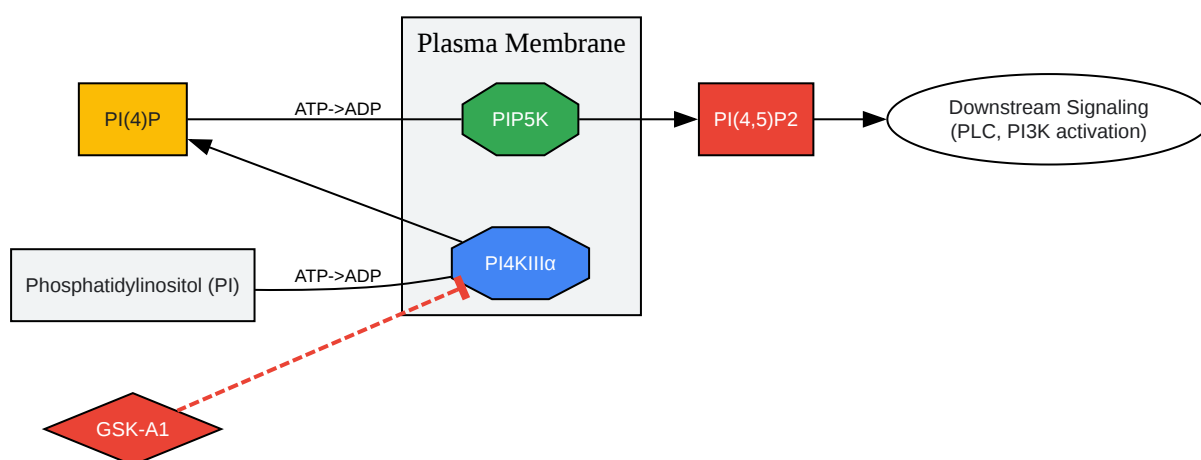 Plasma Membrane
PI(4)P
ATP->ADP
PIP5K
PI(4,5)P2
Downstream Signaling
(PLC, PI3K activation)
Phosphatidylinositol (PI)
ATP->ADP
PI4KIIIα
GSK-A1